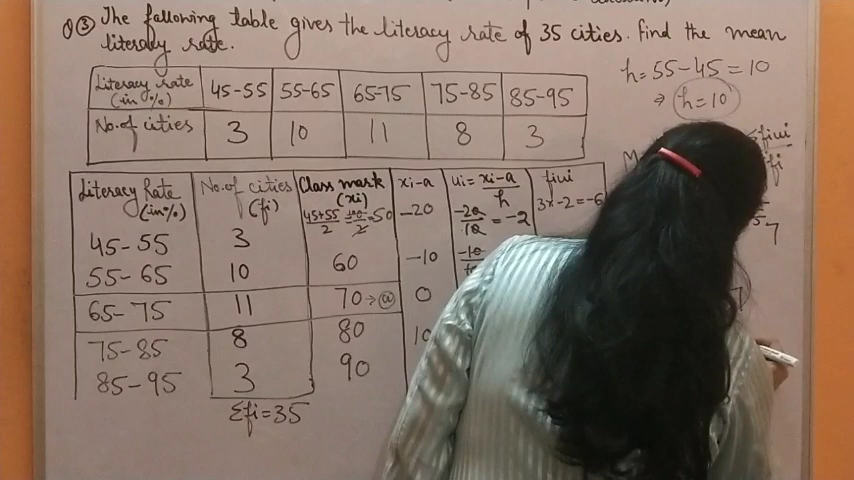 Q③ The following table gives the literacy rate of 35 cities. Find the mean
literacy rate.
h = 55-45 = 10
⇒ h=10
Literacy rate (in %) 45-55 55-65 65-75 75-85 85-95
No. of cities 3 10 11 8 3
Literacy Rate (in %) No. of cities (fi) Class mark (xi) xi-a ui = xi-a/h fiui
45-55 3 45+55/2 = 100/2 = 50 -20 -20/10 = -2 3x-2 = -6
55-65 10 60 -10 -10/10
65-75 11 70→a 0
75-85 8 80 10
85-95 3 90
Σfi = 35